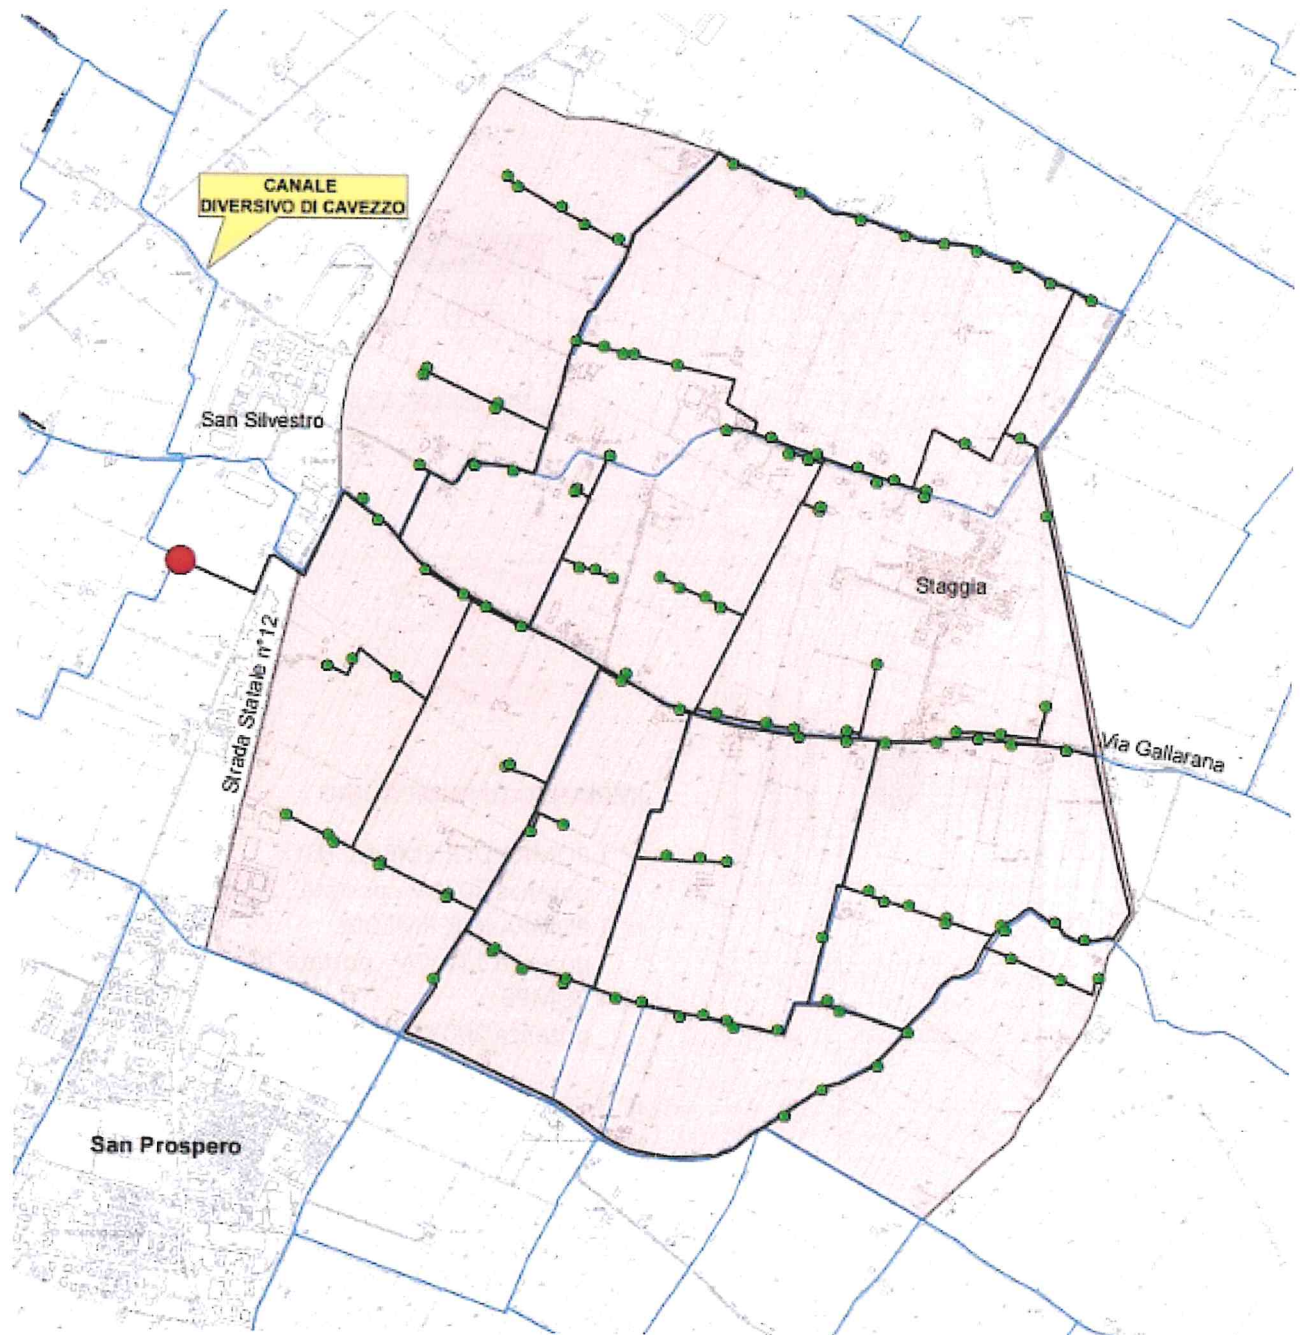 CANALE
DIVERSIVO DI CAVEZZO
San Silvestro
Staggia
Strada Statale n°12
Via Gallarana
San Prospero